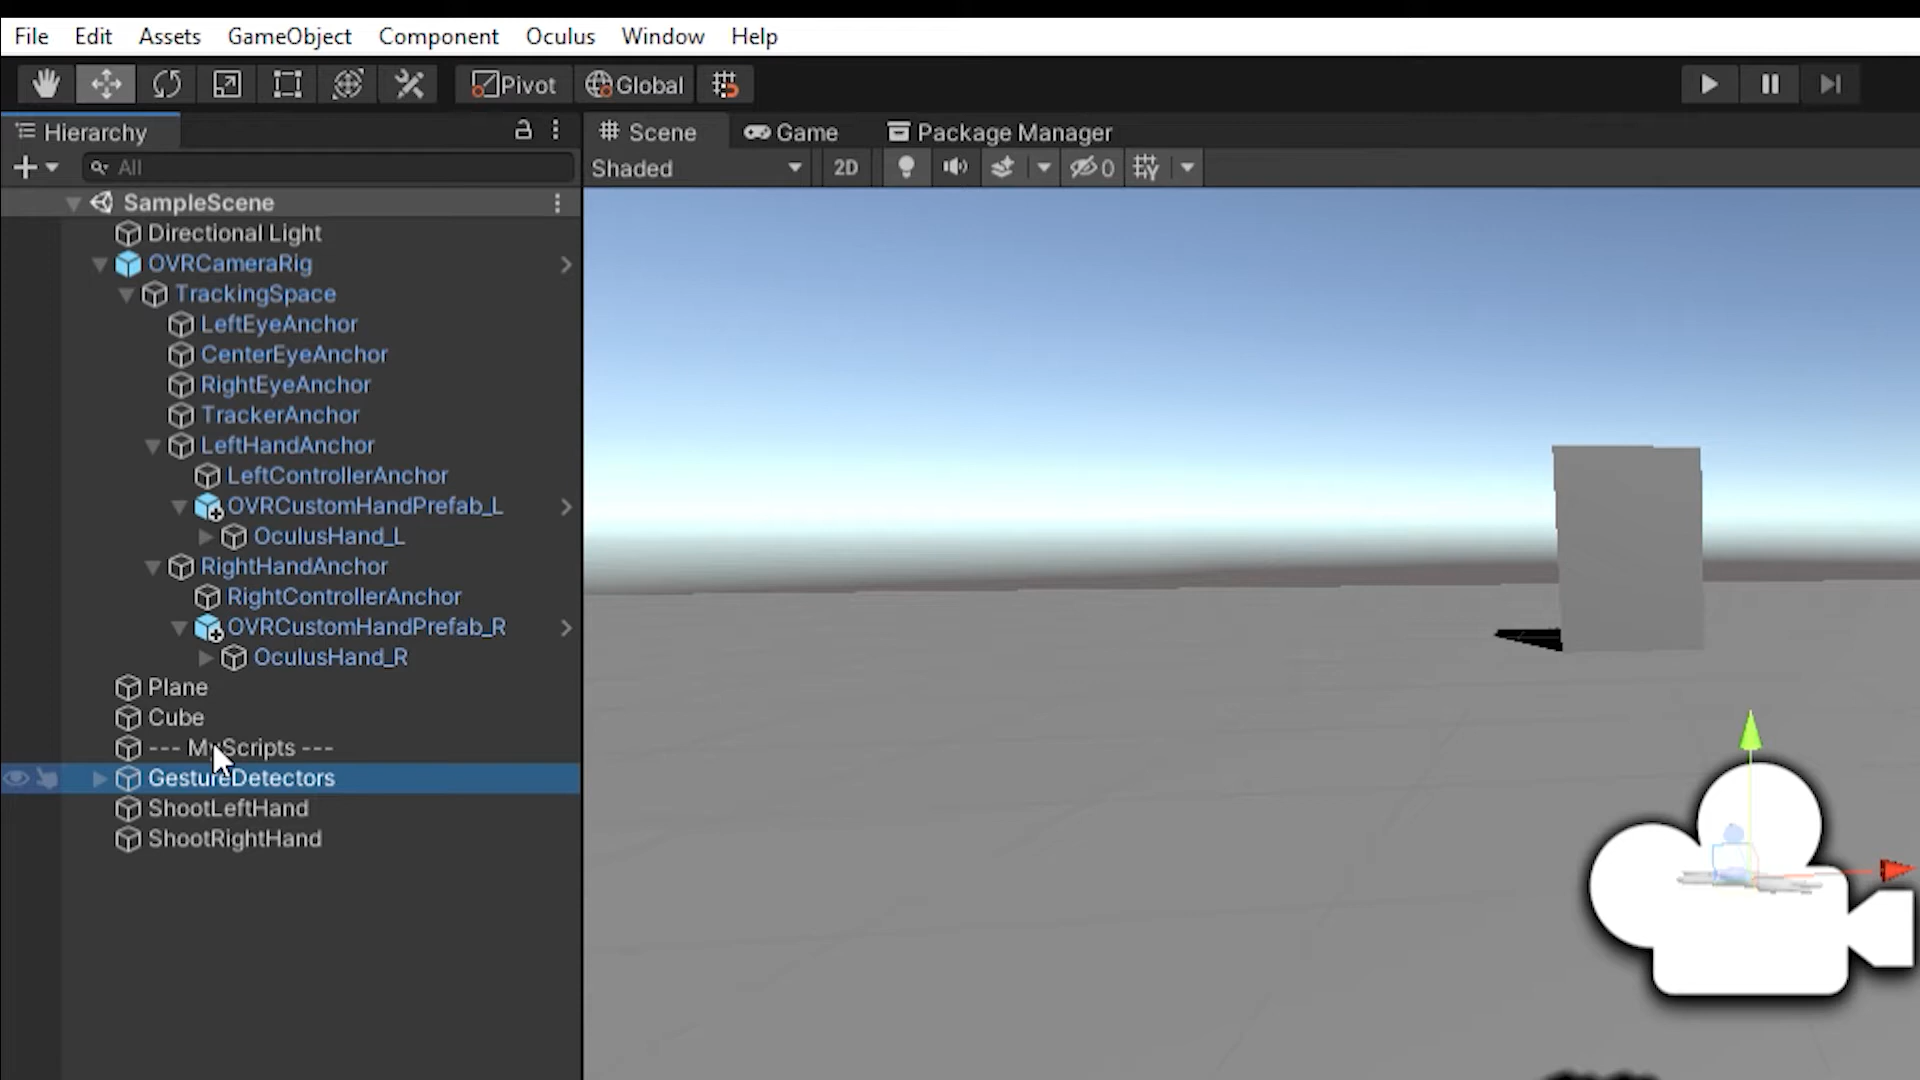 File Edit Assets GameObject Component Oculus Window Help
Pivot Global
Hierarchy
Scene Game Package Manager
All
Shaded 2D 0
SampleScene
Directional Light
OVRCameraRig
TrackingSpace
LeftEyeAnchor
CenterEyeAnchor
RightEyeAnchor
TrackerAnchor
LeftHandAnchor
LeftControllerAnchor
OVRCustomHandPrefab_L
OculusHand_L
RightHandAnchor
RightControllerAnchor
OVRCustomHandPrefab_R
OculusHand_R
Plane
Cube
--- MyScripts ---
GestureDetectors
ShootLeftHand
ShootRightHand